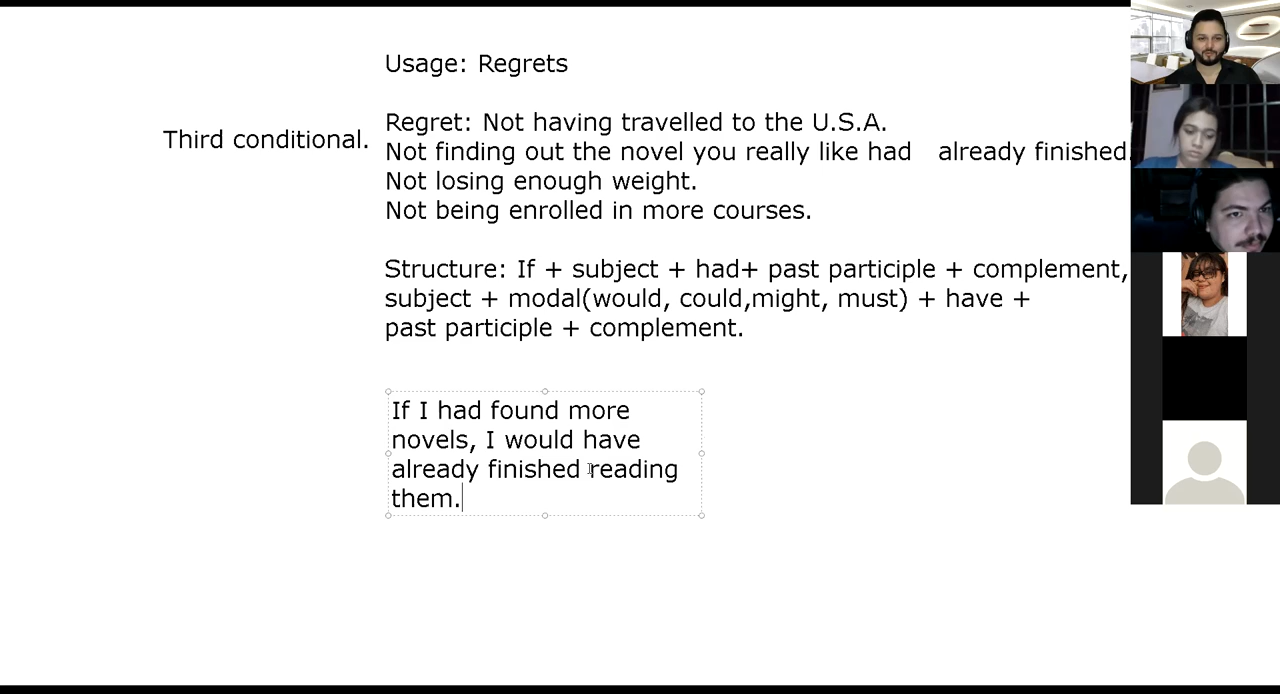 Usage: Regrets
Third conditional.
Regret: Not having travelled to the U.S.A.
Not finding out the novel you really like had already finished.
Not losing enough weight.
Not being enrolled in more courses.
Structure: If + subject + had+ past participle + complement,
subject + modal(would, could,might, must) + have +
past participle + complement.
If I had found more
novels, I would have
already finished reading
them.